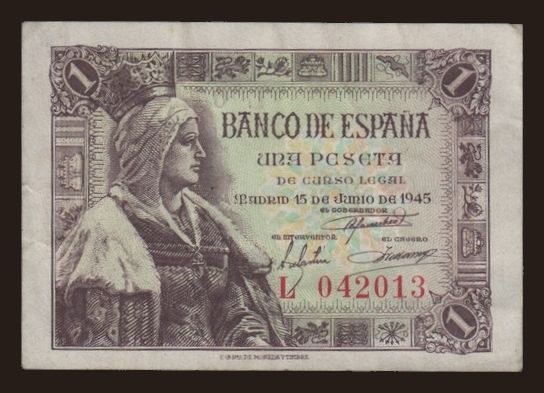 1 1
BANCO DE ESPAÑA
UNA PESETA
DE CURSO LEGAL
MADRID 15 DE JUNIO DE 1945
EL GOBERNADOR
EL INTERVENTOR EL CAJERO
L 042013
1